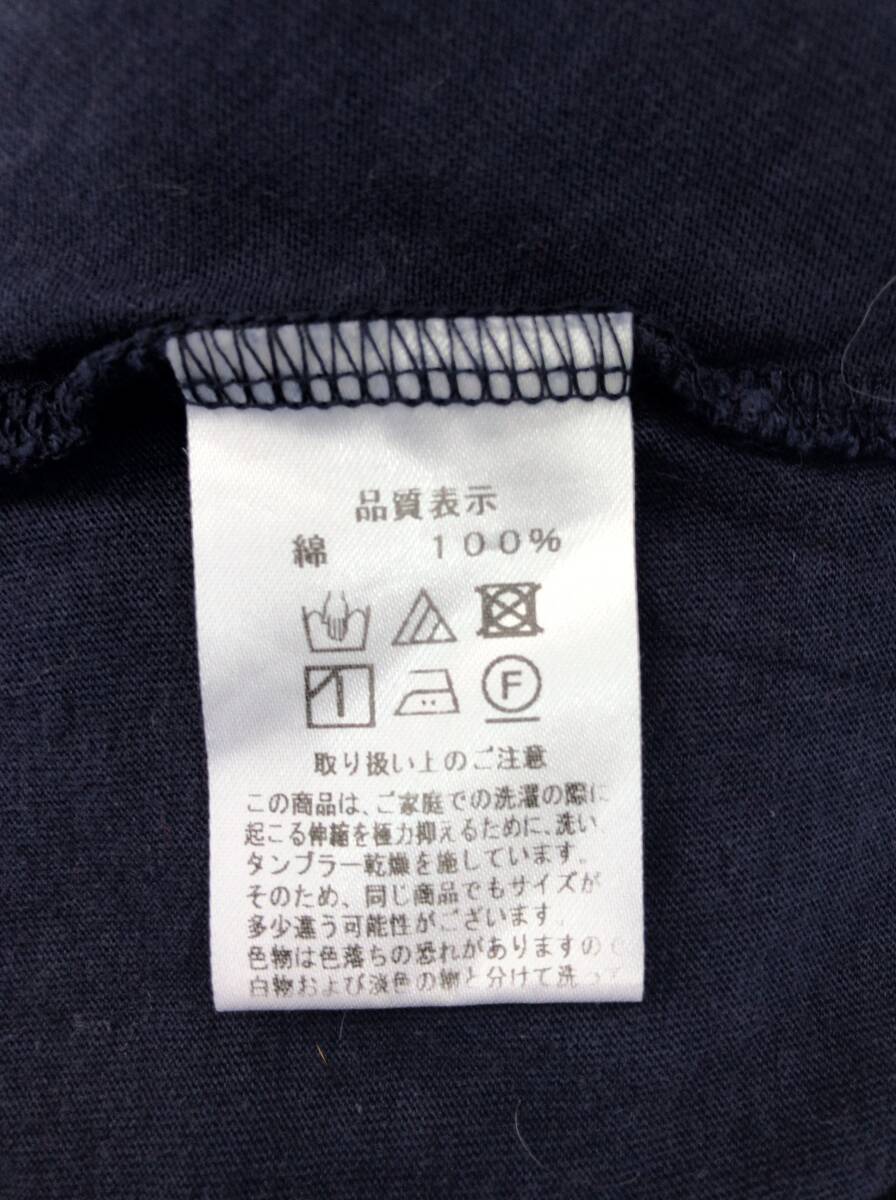 品質表示
綿 100%
F
取り扱い上のご注意
この商品は、ご家庭での洗濯の際に
起こる伸縮を極力抑えるために、洗い
タンブラー乾燥を施しています。
そのため、同じ商品でもサイズが
多少違う可能性がございます。
色物は色落ちの恐れがありますので
白物および淡色の物と分けて洗って